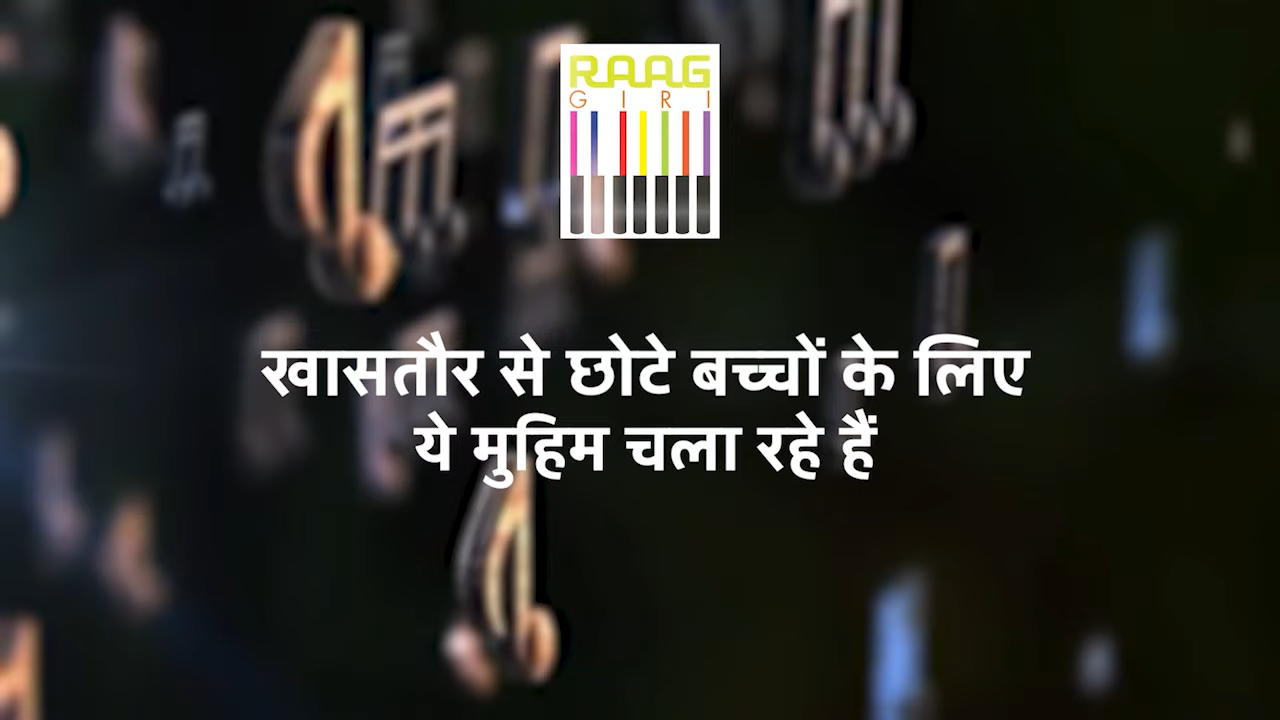 RAAG
GIRI
खासतौर से छोटे बच्चों के लिए
ये मुहिम चला रहे हैं